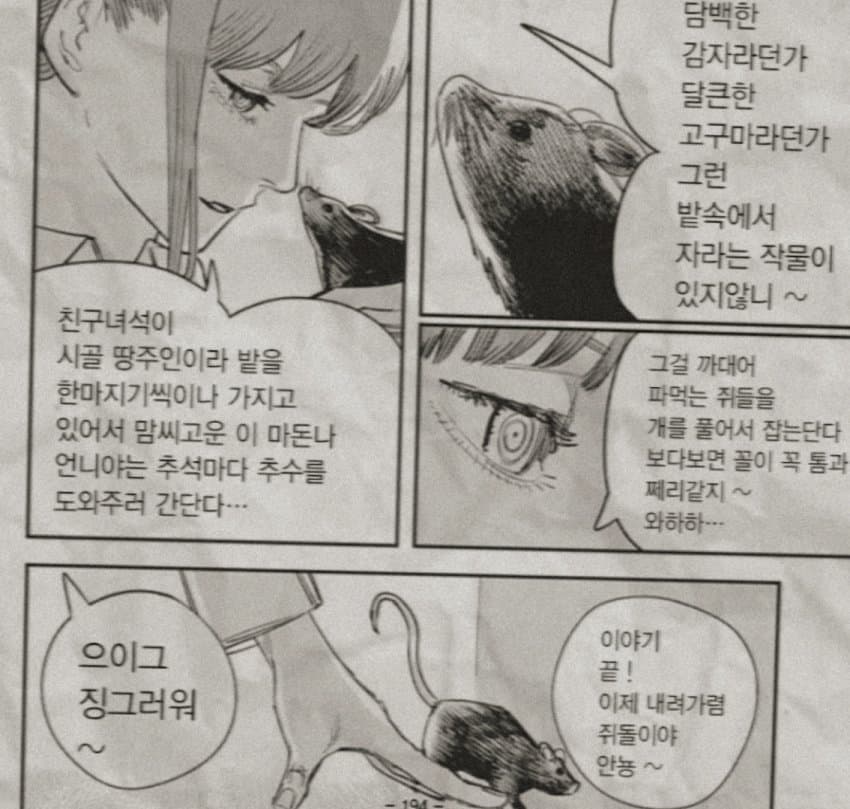 친구녀석이
시골 땅주인이라 밭을
한마지기씩이나 가지고
있어서 맘씨고운 이 마돈나
언니야는 추석마다 추수를
도와주러 간단다…
담백한
감자라던가
달큰한
고구마라던가
그런
밭속에서
자라는 작물이
있지않니 ~
그걸 까대어
파먹는 쥐들을
개를 풀어서 잡는단다
보다보면 꼴이 꼭 톰과
쩨리같지 ~
와하하…
으이그
징그러워
~
이야기
끝!
이제 내려가렴
쥐돌이야
안뇽 ~
- 194 -